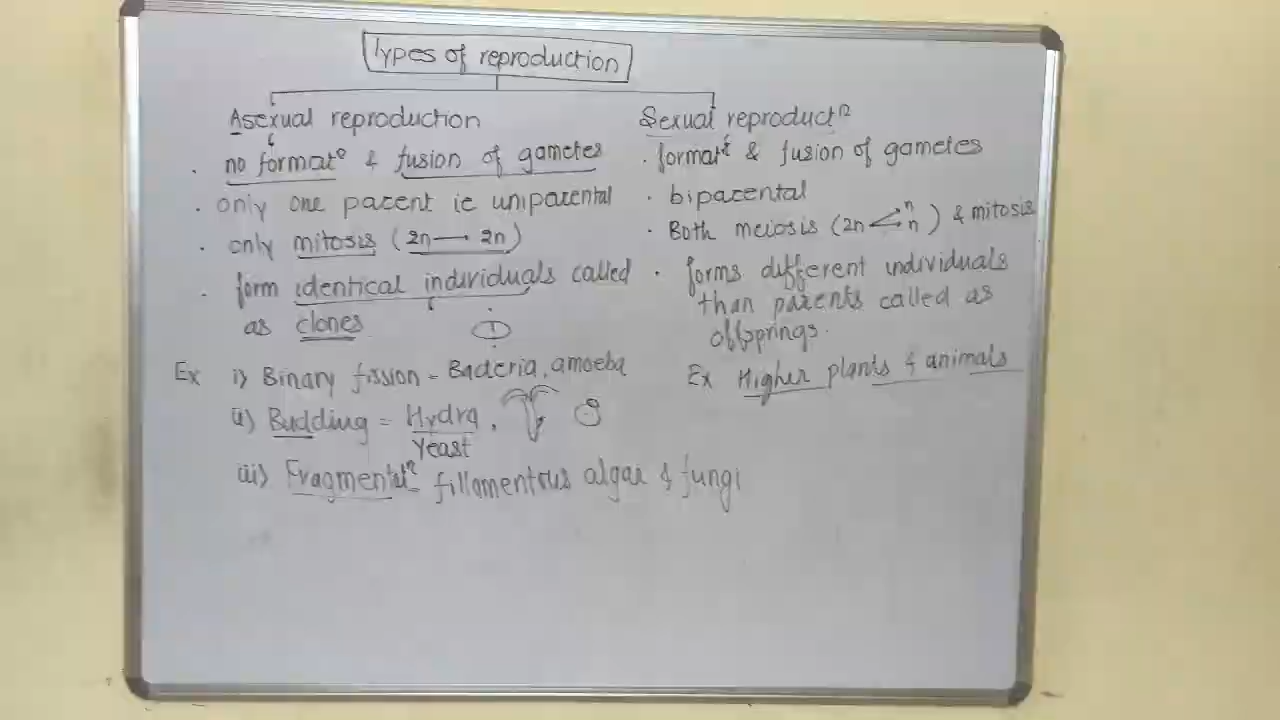 Types of reproduction
Asexual reproduction
. no formatº & fusion of gametes
. only one parent ie uniparental
. only mitosis (2n — 2n)
. form identical individuals called
as clones
Ex i) Binary fission = Bacteria, amoeba
ii) Budding = Hydra,
Yeast
iii) Fragmentatⁿ = fillamentous algae & fungi
Sexual reproductⁿ
. format & fusion of gametes
. biparental
. Both meiosis (2n < n n) & mitosis
. forms different individuals
than parents called as
offsprings.
Ex Higher plants & animals